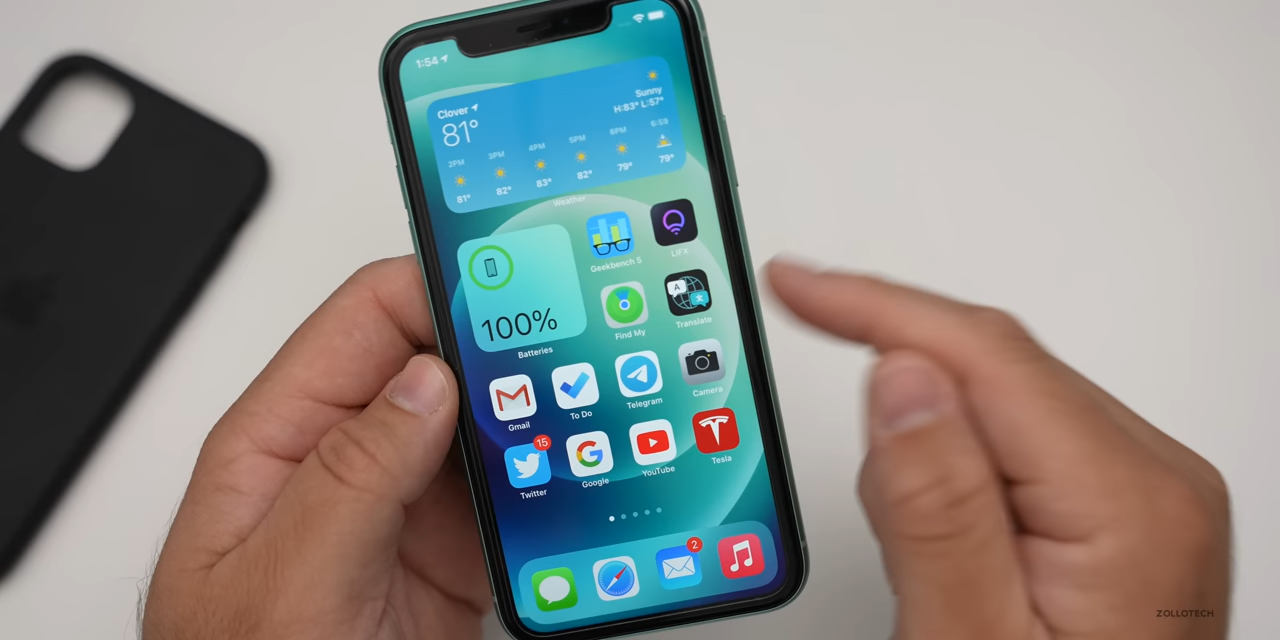 1:54
Clover
81°
Sunny
H:83° L:57°
2PM 3PM 4PM 5PM 6PM 6:59
81° 82° 83° 82° 79° 79°
Weather
100%
Batteries
Geekbench 5 LIFX
Find My Translate
A 文
Gmail To Do Telegram Camera
15
Twitter Google YouTube Tesla
2
ZOLLOTECH